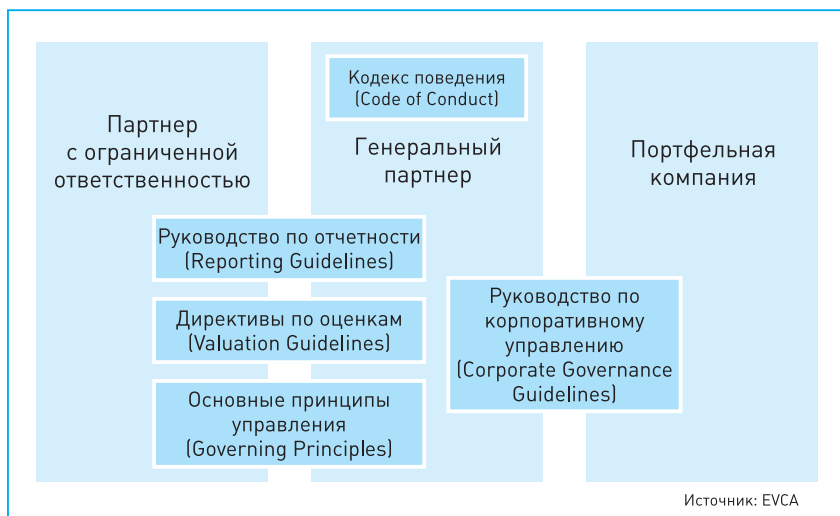 Кодекс поведения
(Code of Conduct)
Партнер
с ограниченной
ответственностью
Генеральный
партнер
Портфельная
компания
Руководство по отчетности
(Reporting Guidelines)
Директивы по оценкам
(Valuation Guidelines)
Основные принципы
управления
(Governing Principles)
Руководство по
корпоративному
управлению
(Corporate Governance
Guidelines)
Источник: EVCA